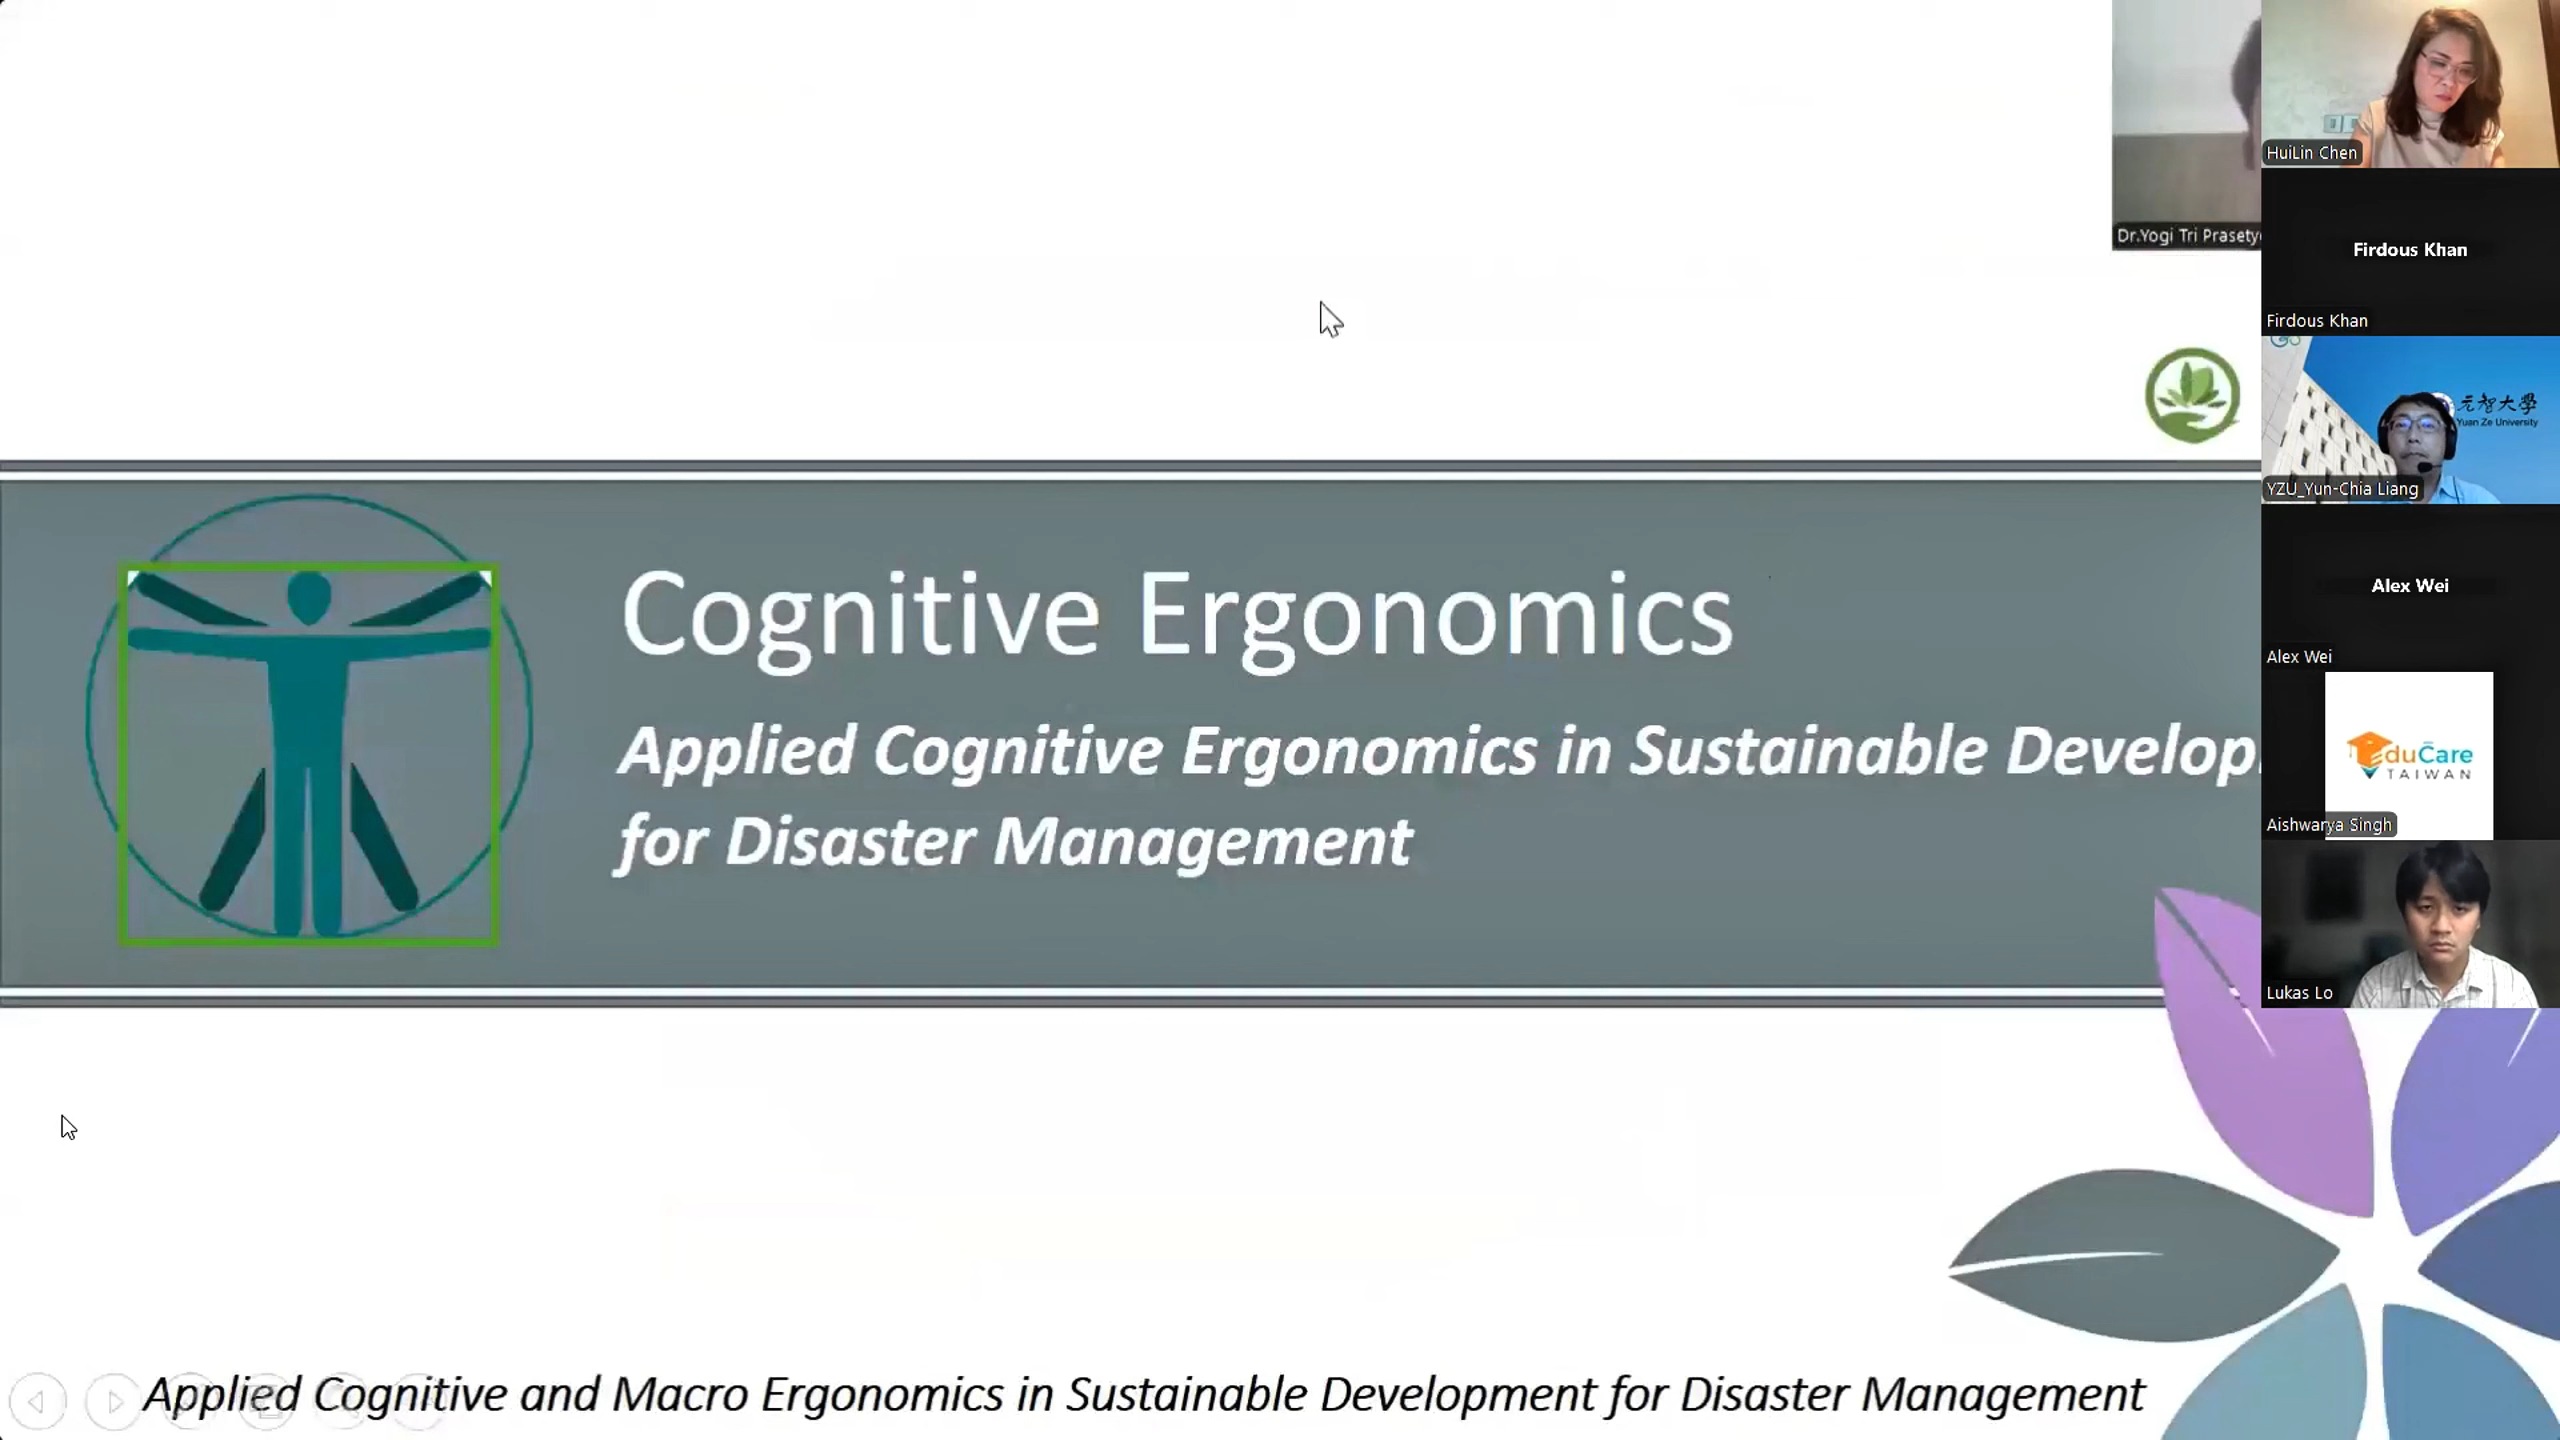 Cognitive Ergonomics
Applied Cognitive Ergonomics in Sustainable Develop
for Disaster Management
Applied Cognitive and Macro Ergonomics in Sustainable Development for Disaster Management
Dr.Yogi Tri Prasety
HuiLin Chen
Firdous Khan
Firdous Khan
元智大學
Yuan Ze University
YZU_Yun-Chia Liang
Alex Wei
Alex Wei
EduCare
TAIWAN
Aishwarya Singh
Lukas Lo